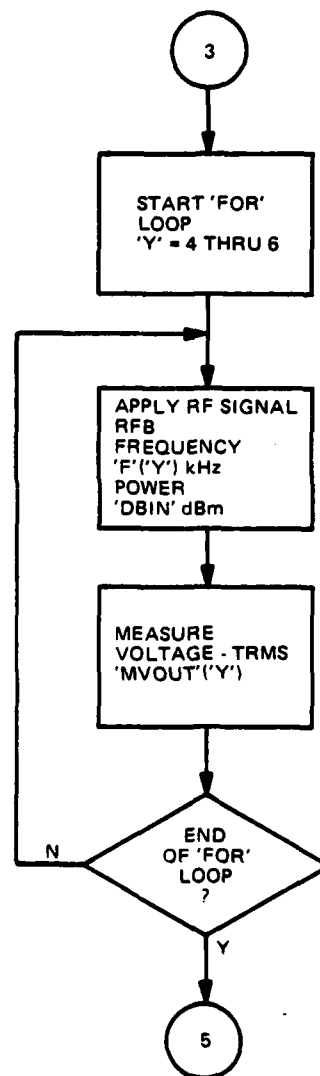 3
START 'FOR'
LOOP
'Y' = 4 THRU 6
APPLY RF SIGNAL
RFB
FREQUENCY
'F'('Y') kHz
POWER
'DBIN' dBm
MEASURE
VOLTAGE - TRMS
'MVOUT'('Y')
END
OF 'FOR'
LOOP
?
N
Y
5